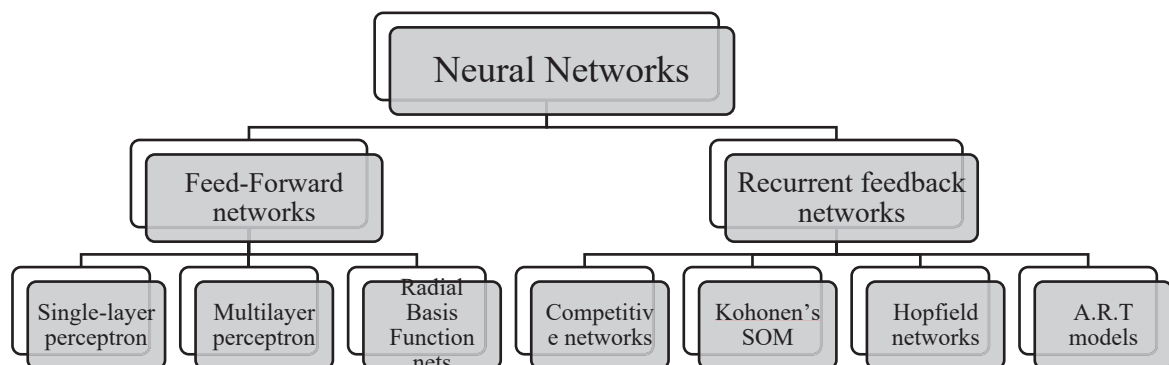 Neural Networks
Feed-Forward
networks
Recurrent feedback
networks
Single-layer
perceptron
Multilayer
perceptron
Radial
Basis
Function
nets
Competitiv
e networks
Kohonen’s
SOM
Hopfield
networks
A.R.T
models